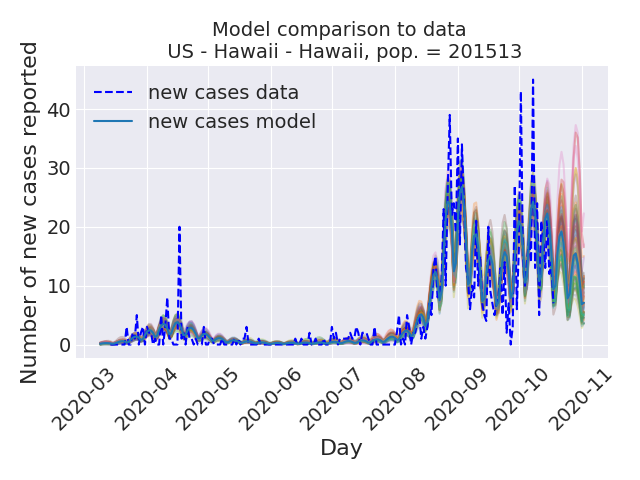 Model comparison to data
US - Hawaii - Hawaii, pop. = 201513
Number of new cases reported
40
30
20
10
0
new cases data
new cases model
2020-03
2020-04
2020-05
2020-06
2020-07
2020-08
2020-09
2020-10
2020-11
Day